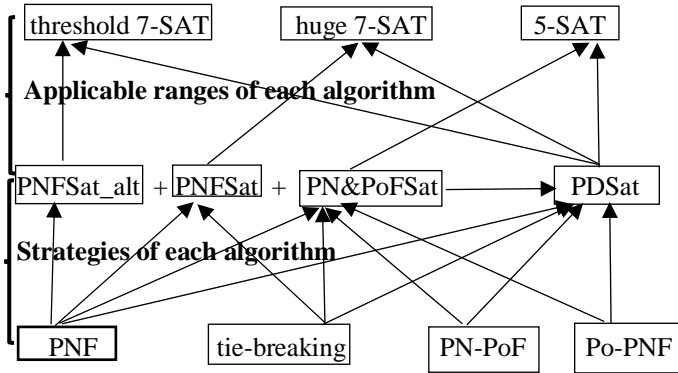 threshold 7-SAT huge 7-SAT 5-SAT
Applicable ranges of each algorithm
PNFSat_alt + PNFSat + PN&PoFSat PDSat
Strategies of each algorithm
PNF tie-breaking PN-PoF Po-PNF